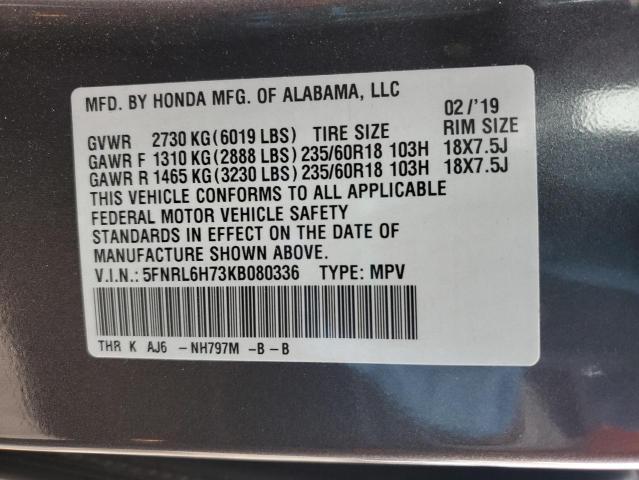 MFD. BY HONDA MFG. OF ALABAMA, LLC 02/'19
GVWR 2730 KG(6019 LBS) TIRE SIZE RIM SIZE
GAWR F 1310 KG(2888 LBS)235/60R18 103H 18X7.5J
GAWR R 1465 KG(3230 LBS)235/60R18 103H 18X7.5J
THIS VEHICLE CONFORMS TO ALL APPLICABLE
FEDERAL MOTOR VEHICLE SAFETY
STANDARDS IN EFFECT ON THE DATE OF
MANUFACTURE SHOWN ABOVE.
V.I.N.: 5FNRL6H73KB080336 TYPE: MPV
THR K AJ6 -NH797M -B-B